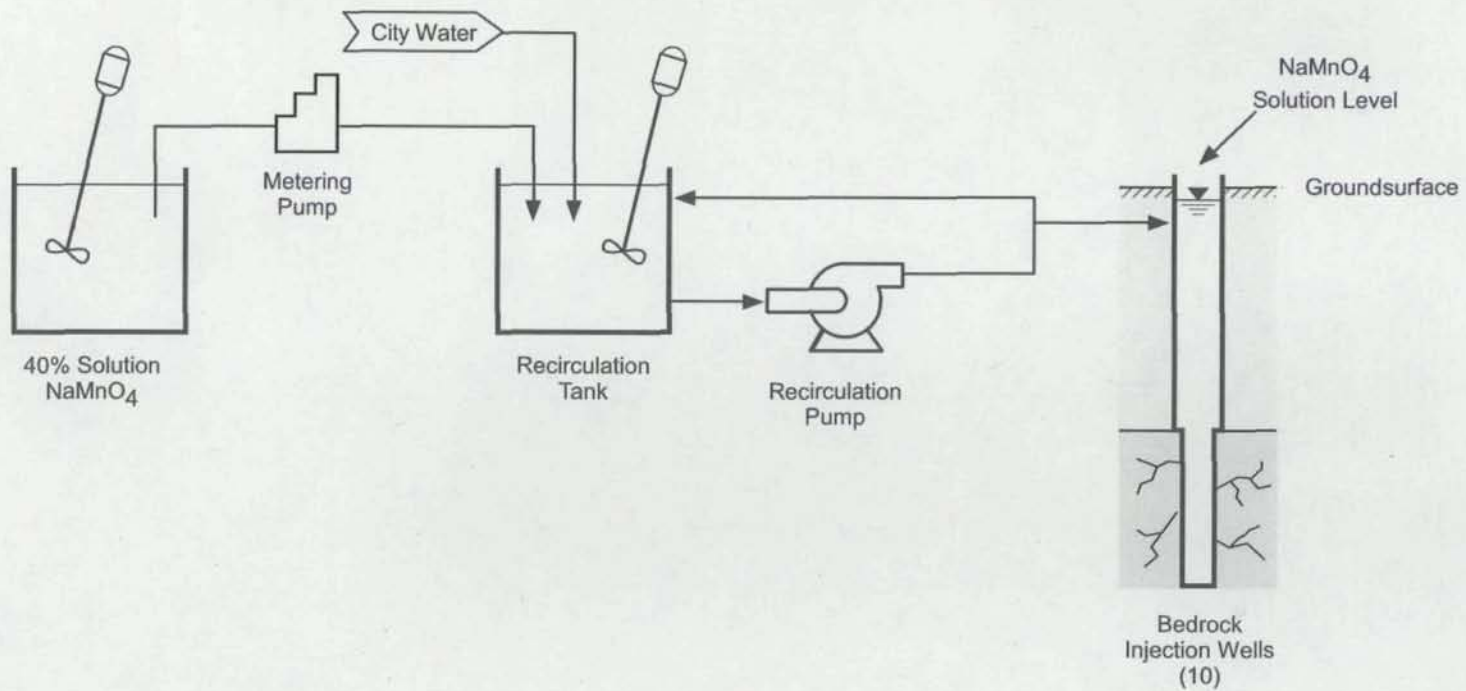 City Water
NaMnO4
Solution Level
Metering
Pump
Groundsurface
40% Solution
NaMnO4
Recirculation
Tank
Recirculation
Pump
Bedrock
Injection Wells
(10)